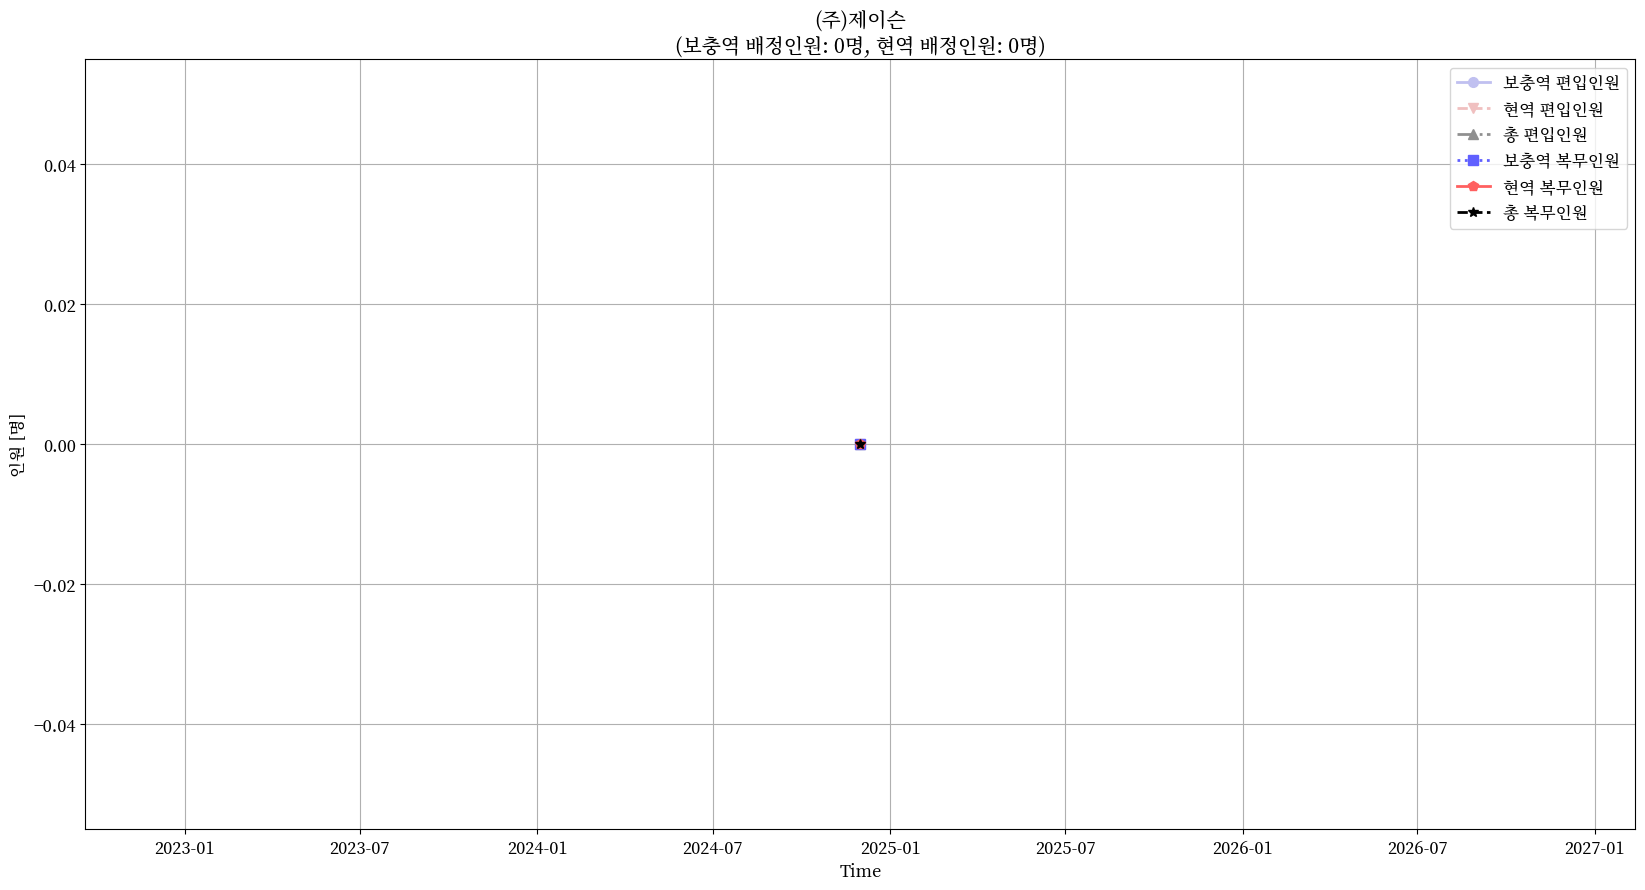 (주)제이슨
(보충역 배정인원: 0명, 현역 배정인원: 0명)
보충역 편입인원
현역 편입인원
총 편입인원
보충역 복무인원
현역 복무인원
총 복무인원
0.04
0.02
0.00
−0.02
−0.04
인원 [명]
2023-01 2023-07 2024-01 2024-07 2025-01 2025-07 2026-01 2026-07 2027-01
Time